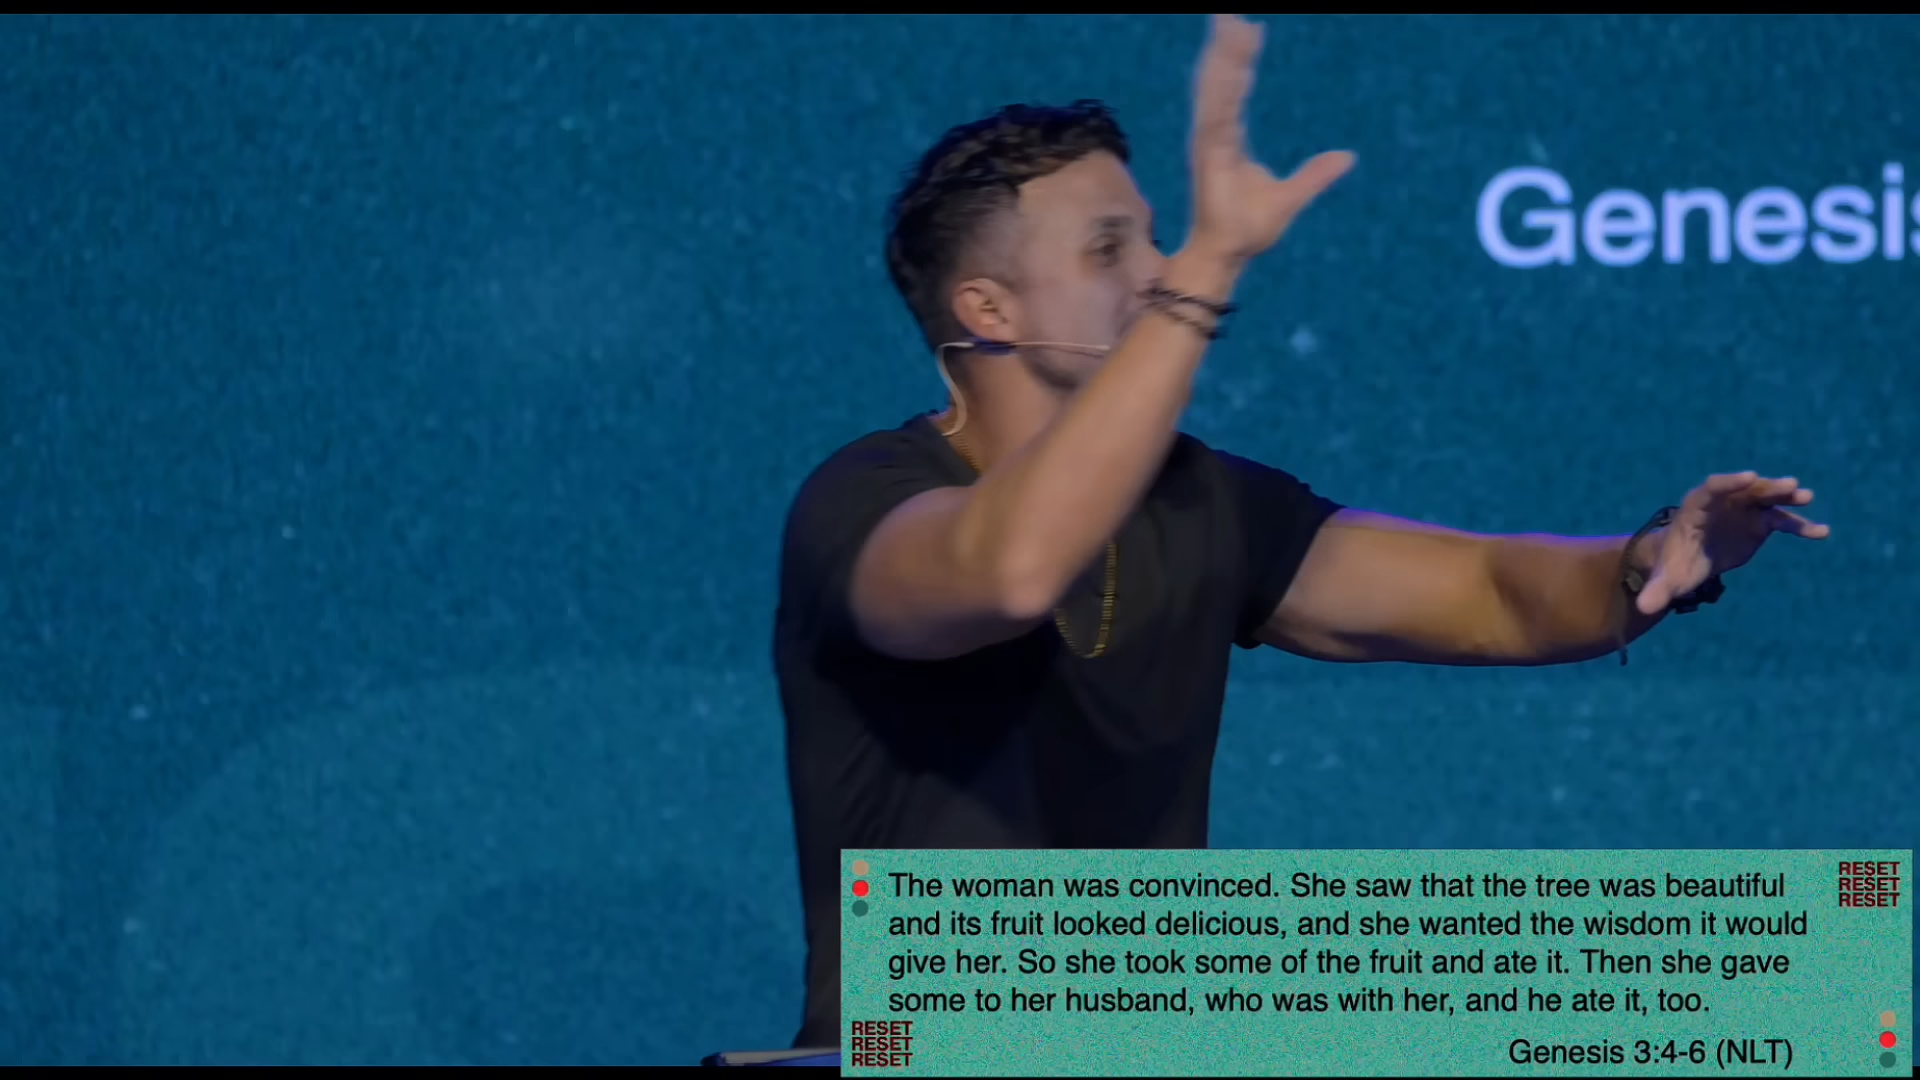 Genesis
The woman was convinced. She saw that the tree was beautiful
and its fruit looked delicious, and she wanted the wisdom it would
give her. So she took some of the fruit and ate it. Then she gave
some to her husband, who was with her, and he ate it, too.
Genesis 3:4-6 (NLT)
RESET
RESET
RESET
RESET
RESET
RESET